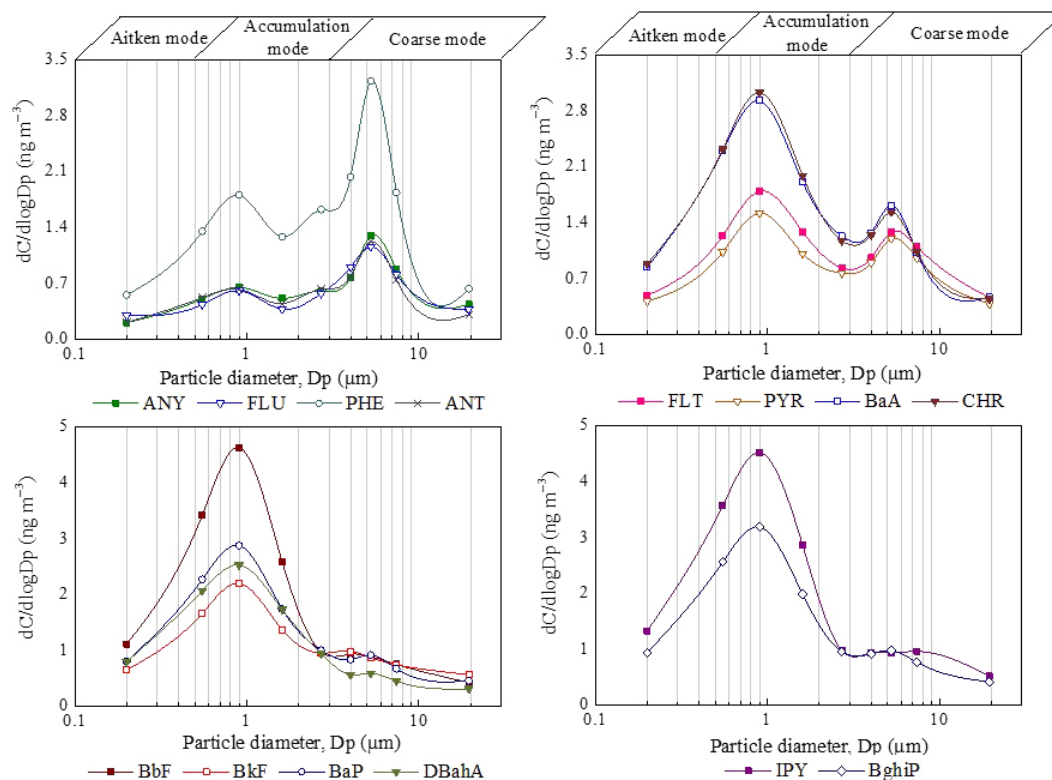 Aitken mode
Accumulation mode
Coarse mode
3.5
2.8
2.1
1.4
0.7
0.0
dC/dlogDp (ng m⁻³)
0.1
1
10
Particle diameter, Dp (μm)
ANY
FLU
PHE
ANT
Aitken mode
Accumulation mode
Coarse mode
3.5
2.8
2.1
1.4
0.7
0.0
dC/dlogDp (ng m⁻³)
0.1
1
10
Particle diameter, Dp (μm)
FLT
PYR
BaA
CHR
5
4
3
2
1
0
dC/dlogDp (ng m⁻³)
0.1
1
10
Particle diameter, Dp (μm)
BbF
BkF
BaP
DBahA
5
4
3
2
1
0
dC/dlogDp (ng m⁻³)
0.1
1
10
Particle diameter, Dp (μm)
IPY
BghiP